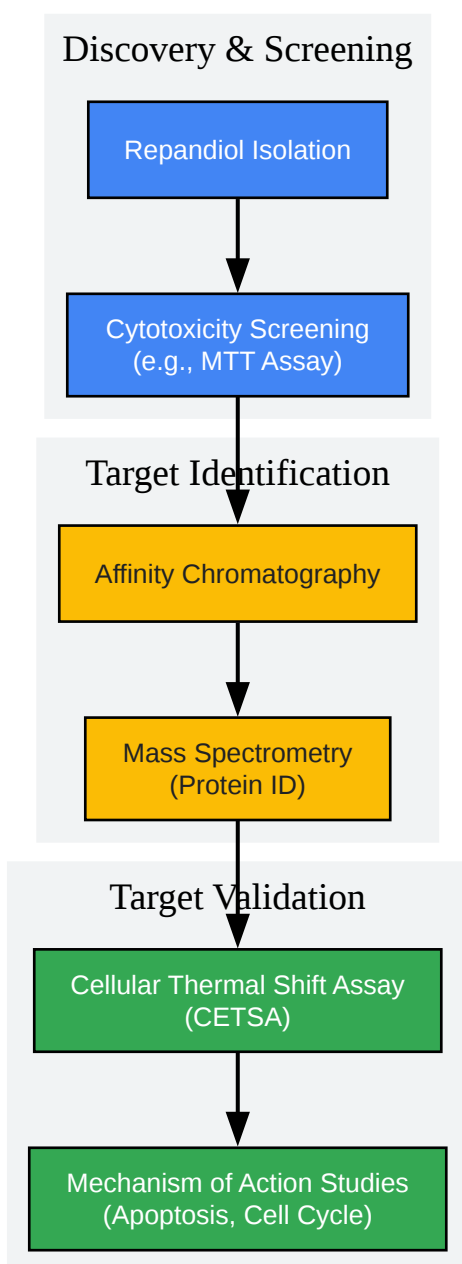 Discovery & Screening
Repandiol Isolation
Cytotoxicity Screening
(e.g., MTT Assay)
Target Identification
Affinity Chromatography
Mass Spectrometry
(Protein ID)
Target Validation
Cellular Thermal Shift Assay
(CETSA)
Mechanism of Action Studies
(Apoptosis, Cell Cycle)